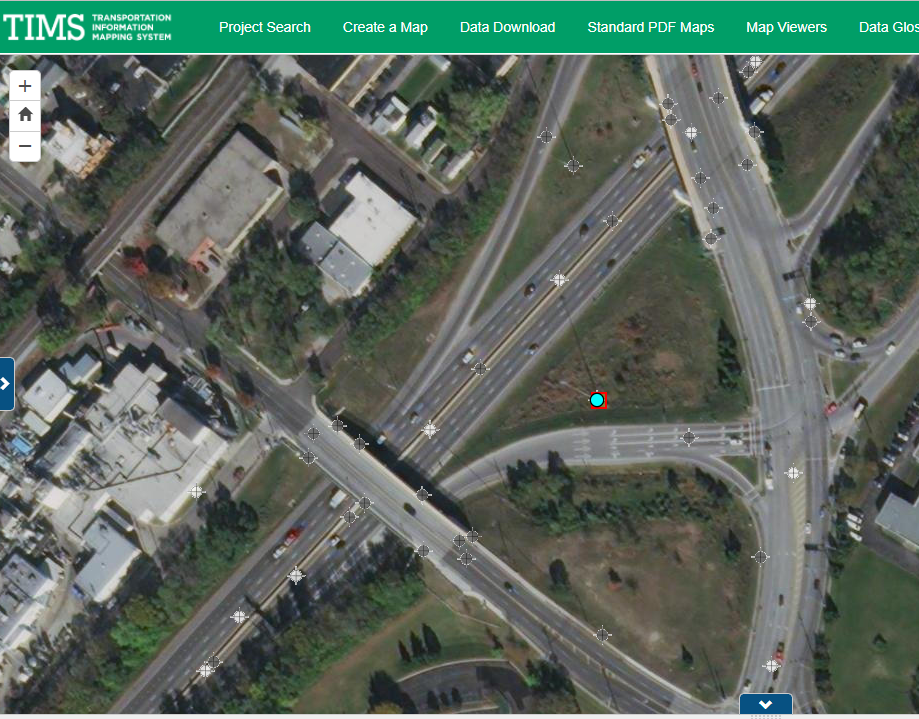 TIMS TRANSPORTATION
INFORMATION
MAPPING SYSTEM
Project Search
Create a Map
Data Download
Standard PDF Maps
Map Viewers
Data Glos